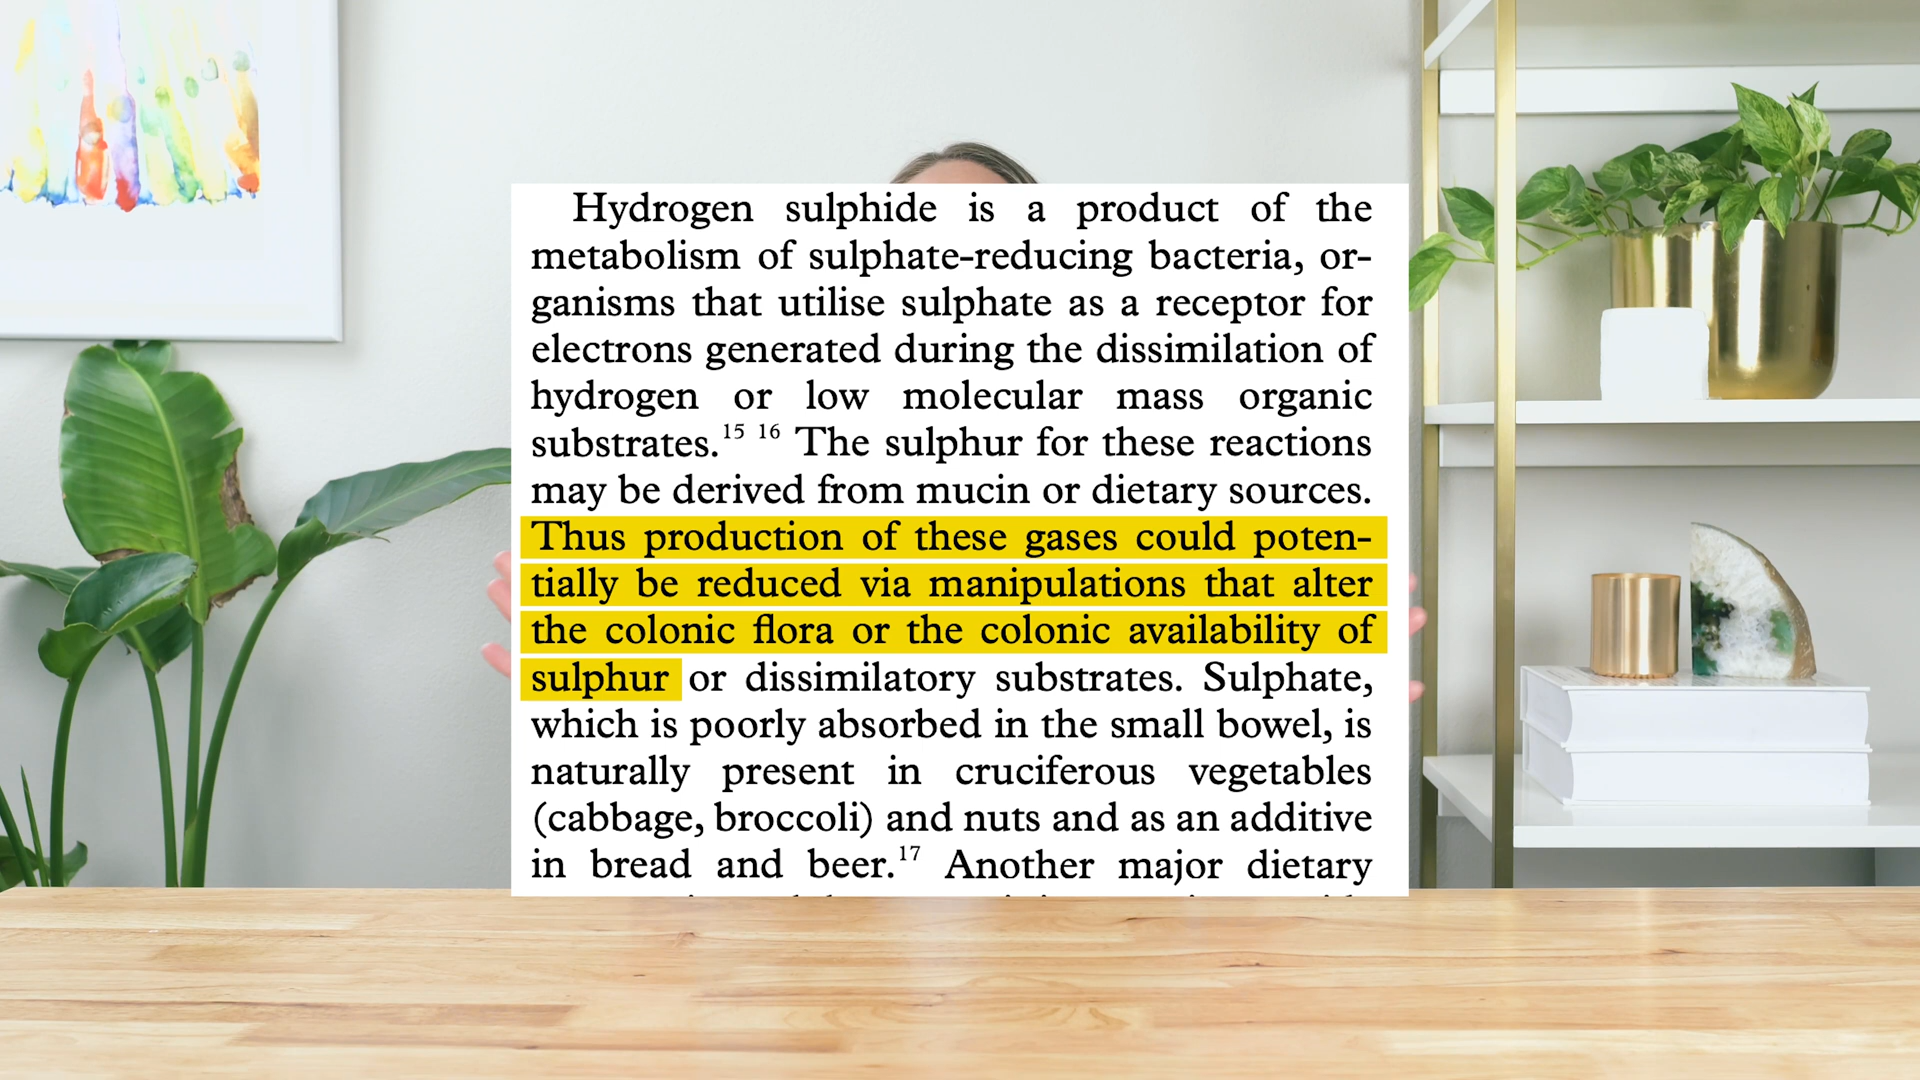 Hydrogen sulphide is a product of the
metabolism of sulphate-reducing bacteria, or-
ganisms that utilise sulphate as a receptor for
electrons generated during the dissimilation of
hydrogen or low molecular mass organic
substrates.15 16 The sulphur for these reactions
may be derived from mucin or dietary sources.
Thus production of these gases could poten-
tially be reduced via manipulations that alter
the colonic flora or the colonic availability of
sulphur or dissimilatory substrates. Sulphate,
which is poorly absorbed in the small bowel, is
naturally present in cruciferous vegetables
(cabbage, broccoli) and nuts and as an additive
in bread and beer.17 Another major dietary